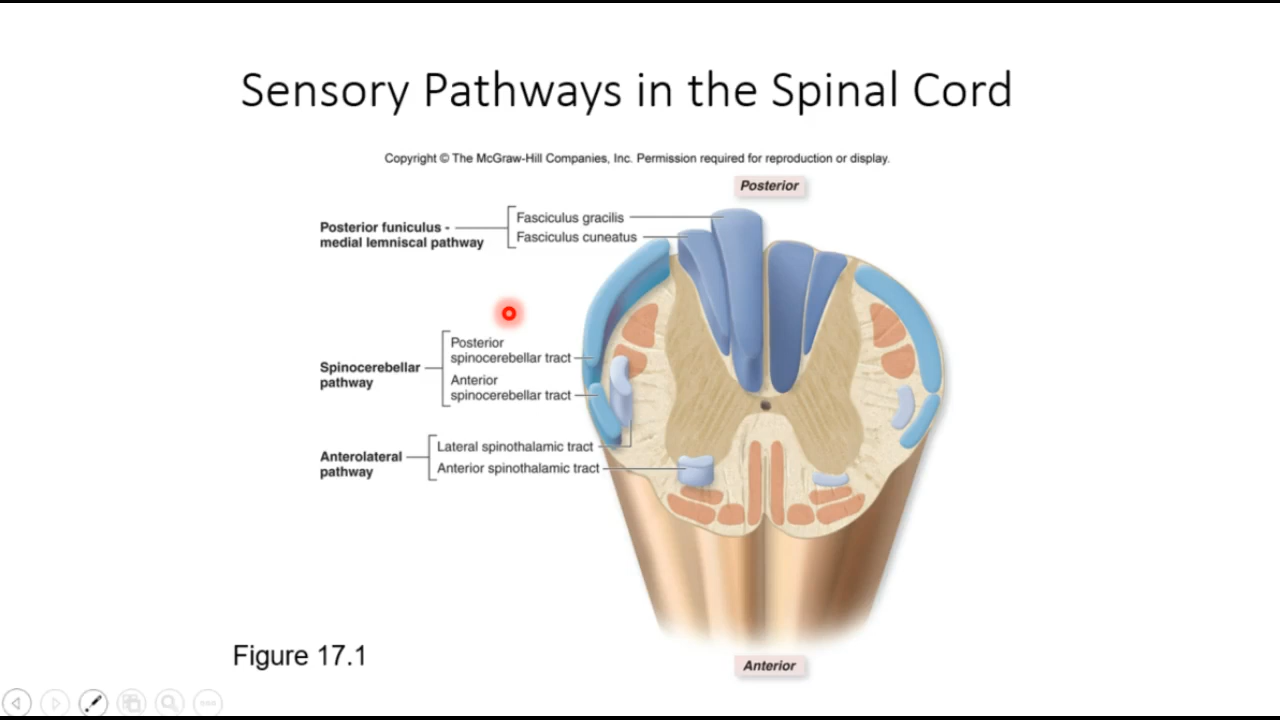 Sensory Pathways in the Spinal Cord
Copyright © The McGraw-Hill Companies, Inc. Permission required for reproduction or display.
Posterior
Posterior funiculus -
medial lemniscal pathway
Fasciculus gracilis
Fasciculus cuneatus
Spinocerebellar
pathway
Posterior
spinocerebellar tract
Anterior
spinocerebellar tract
Anterolateral
pathway
Lateral spinothalamic tract
Anterior spinothalamic tract
Figure 17.1
Anterior